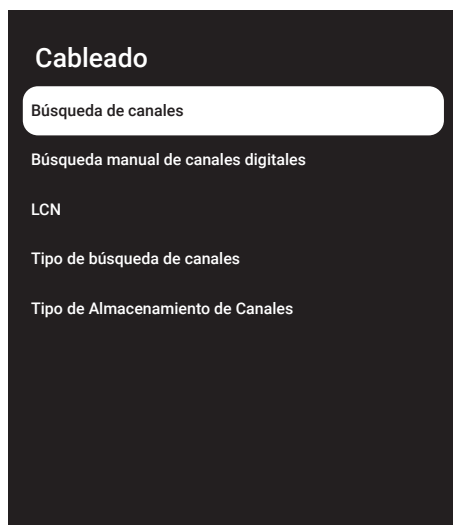 Cableado
Búsqueda de canales
Búsqueda manual de canales digitales
LCN
Tipo de búsqueda de canales
Tipo de Almacenamiento de Canales